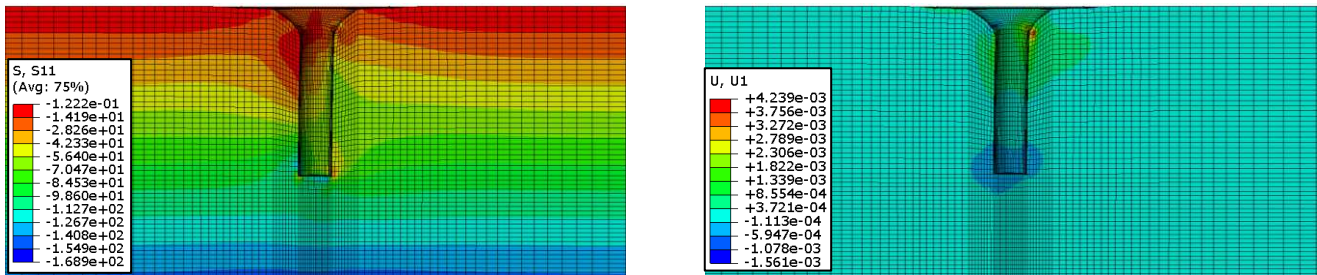 S, S11
(Avg: 75%)
-1.222e-01
-1.419e+01
-2.826e+01
-4.233e+01
-5.640e+01
-7.047e+01
-8.453e+01
-9.860e+01
-1.127e+02
-1.267e+02
-1.408e+02
-1.549e+02
-1.689e+02
U, U1
+4.239e-03
+3.756e-03
+3.272e-03
+2.789e-03
+2.306e-03
+1.822e-03
+1.339e-03
+8.554e-04
+3.721e-04
-1.113e-04
-5.947e-04
-1.078e-03
-1.561e-03